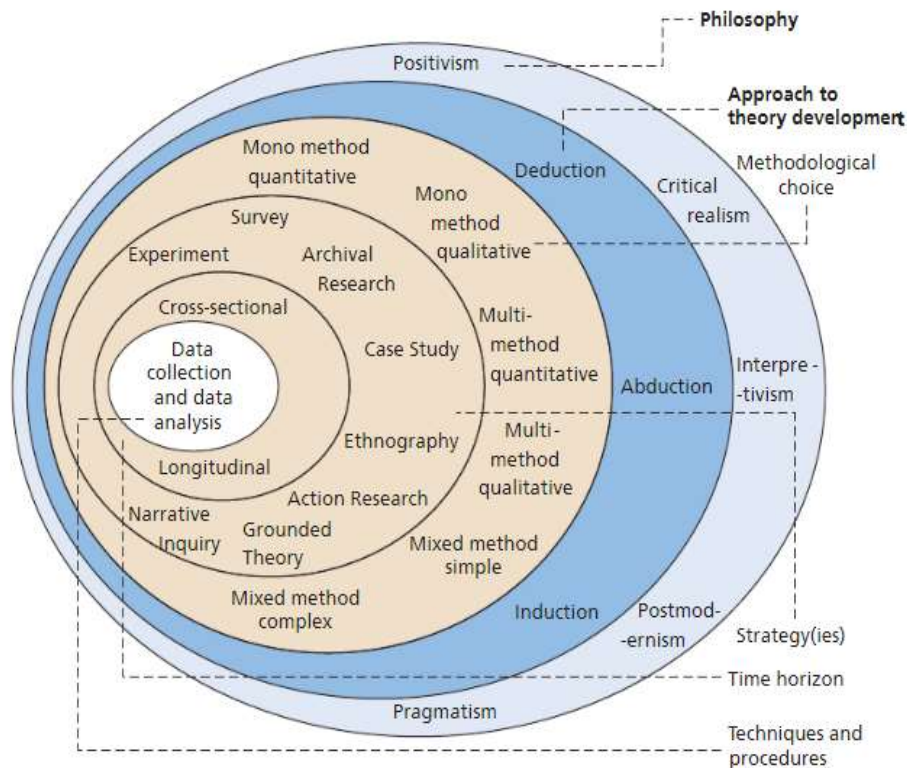 Philosophy
Positivism
Approach to
theory development
Mono method
quantitative
Deduction
Methodological
choice
Mono
method
qualitative
Critical
realism
Survey
Experiment
Archival
Research
Cross-sectional
Multi-
method
quantitative
Data
collection
and data
analysis
Case Study
Abduction
Interpre -
-tivism
Ethnography
Multi-
method
qualitative
Longitudinal
Action Research
Narrative
Inquiry
Grounded
Theory
Mixed method
simple
Mixed method
complex
Induction
Postmod-
-ernism
Strategy(ies)
Time horizon
Pragmatism
Techniques and
procedures